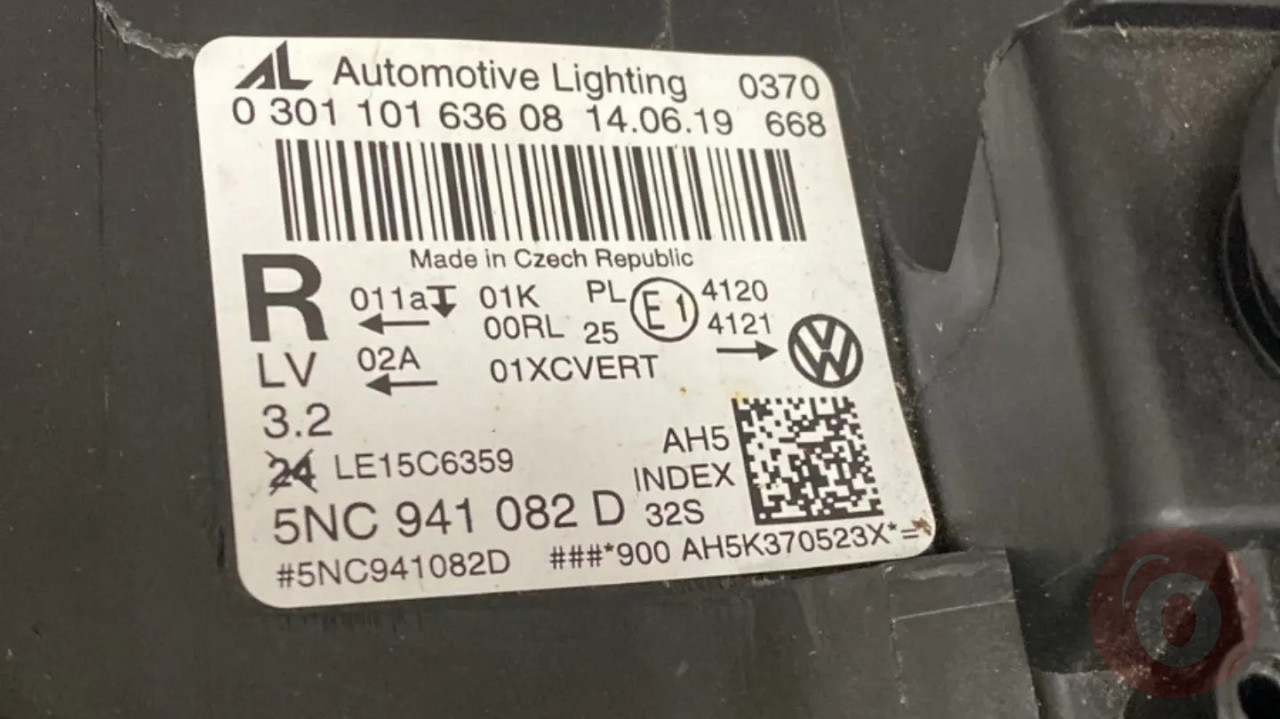 AL Automotive Lighting 0370
0 301 101 636 08 14.06.19 668
Made in Czech Republic
R 011a 01K PL E1 4120
00RL 25 4121
LV 02A 01XCVERT
3.2
24 LE15C6359 AH5
INDEX
5NC 941 082 D 32S
#5NC941082D ###*900 AH5K370523X*=